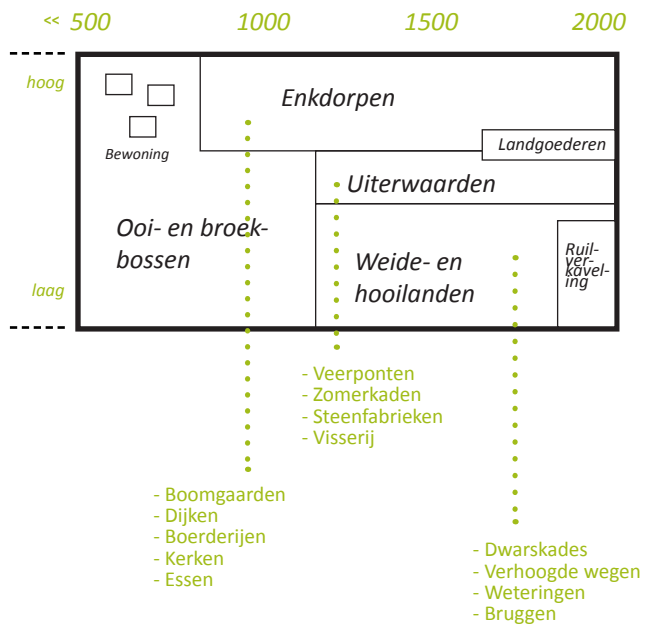 << 500 1000 1500 2000
hoog
Enkdorpen
Landgoederen
Bewoning
Uiterwaarden
Ooi- en broek-
bossen
Weide- en
hooilanden
Ruil-
ver-
kavel-
ing
laag
- Veerponten
- Zomerkaden
- Steenfabrieken
- Visserij
- Boomgaarden
- Dijken
- Boerderijen
- Kerken
- Essen
- Dwarskades
- Verhoogde wegen
- Weteringen
- Bruggen